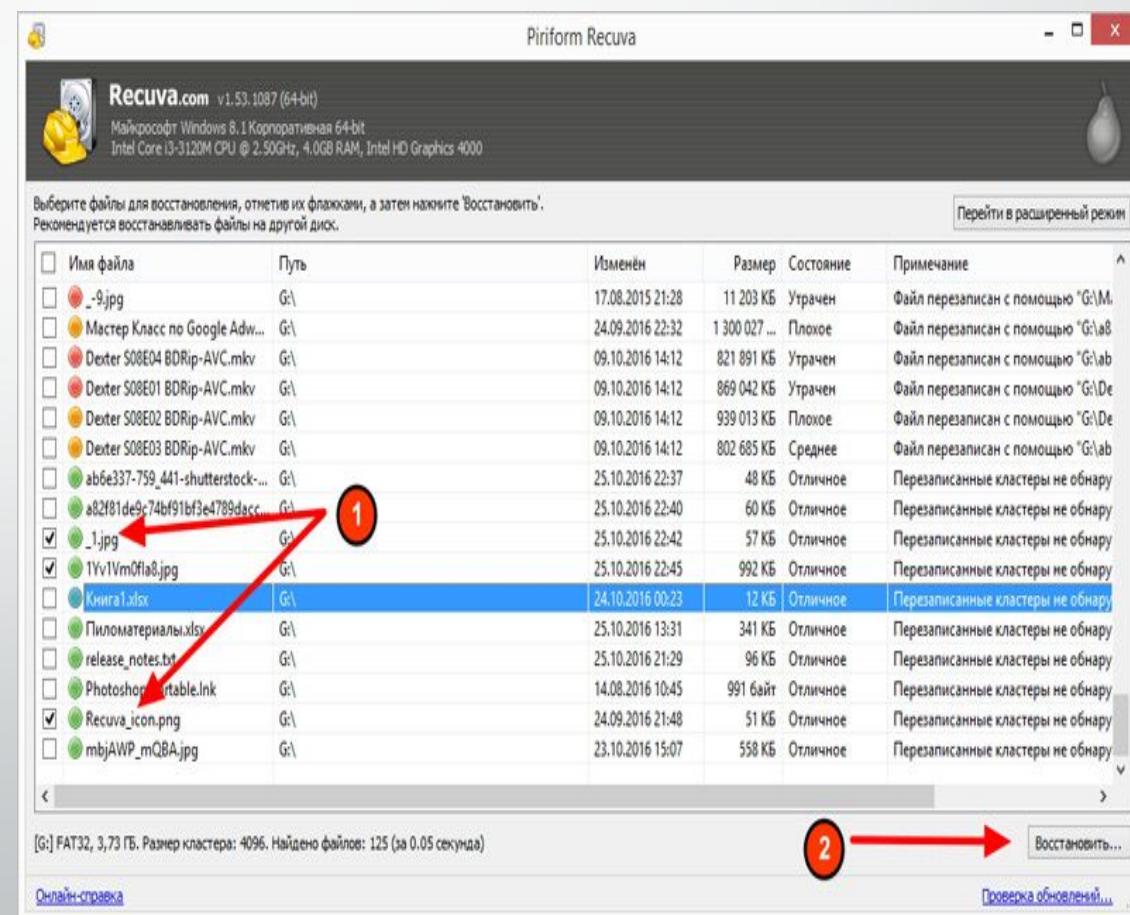 Piriform Recuva
Recuva.com v1.53.1087 (64-bit)
Майкрософт Windows 8.1 Корпоративная 64-bit
Intel Core i3-3120M CPU @ 2.50GHz, 4.0GB RAM, Intel HD Graphics 4000
Выберите файлы для восстановления, отметив их флажками, а затем нажмите 'Восстановить'.
Рекомендуется восстанавливать файлы на другой диск.
Перейти в расширенный режим
Имя файла Путь Изменён Размер Состояние Примечание
_-9.jpg G:\ 17.08.2015 21:28 11 203 КБ Утрачен Файл перезаписан с помощью "G:\M
Мастер Класс по Google Adw... G:\ 24.09.2016 22:32 1 300 027 ... Плохое Файл перезаписан с помощью "G:\a8
Dexter S08E04 BDRip-AVC.mkv G:\ 09.10.2016 14:12 821 891 КБ Утрачен Файл перезаписан с помощью "G:\ab
Dexter S08E01 BDRip-AVC.mkv G:\ 09.10.2016 14:12 869 042 КБ Утрачен Файл перезаписан с помощью "G:\De
Dexter S08E02 BDRip-AVC.mkv G:\ 09.10.2016 14:12 939 013 КБ Плохое Файл перезаписан с помощью "G:\De
Dexter S08E03 BDRip-AVC.mkv G:\ 09.10.2016 14:12 802 685 КБ Среднее Файл перезаписан с помощью "G:\ab
ab6e337-759_441-shutterstock-... G:\ 25.10.2016 22:37 48 КБ Отличное Перезаписанные кластеры не обнару
a82f81de9c74bf91bf3e4789dacc... G:\ 25.10.2016 22:40 60 КБ Отличное Перезаписанные кластеры не обнару
1
_1.jpg G:\ 25.10.2016 22:42 57 КБ Отличное Перезаписанные кластеры не обнару
1Yv1Vm0fla8.jpg G:\ 25.10.2016 22:45 992 КБ Отличное Перезаписанные кластеры не обнару
Книга1.xlsx G:\ 24.10.2016 00:23 12 КБ Отличное Перезаписанные кластеры не обнару
Пиломатериалы.xlsx G:\ 25.10.2016 13:31 341 КБ Отличное Перезаписанные кластеры не обнару
release_notes.txt G:\ 25.10.2016 21:29 96 КБ Отличное Перезаписанные кластеры не обнару
G:\ 14.08.2016 10:45 991 байт Отличное Перезаписанные кластеры не обнару
Recuva_icon.png G:\ 24.09.2016 21:48 51 КБ Отличное Перезаписанные кластеры не обнару
mbjAWP_mQBA.jpg G:\ 23.10.2016 15:07 558 КБ Отличное Перезаписанные кластеры не обнару
[G:] FAT32, 3,73 ГБ. Размер кластера: 4096. Найдено файлов: 125 (за 0.05 секунда)
2
Восстановить...
Онлайн-справка
Проверка обновлений...